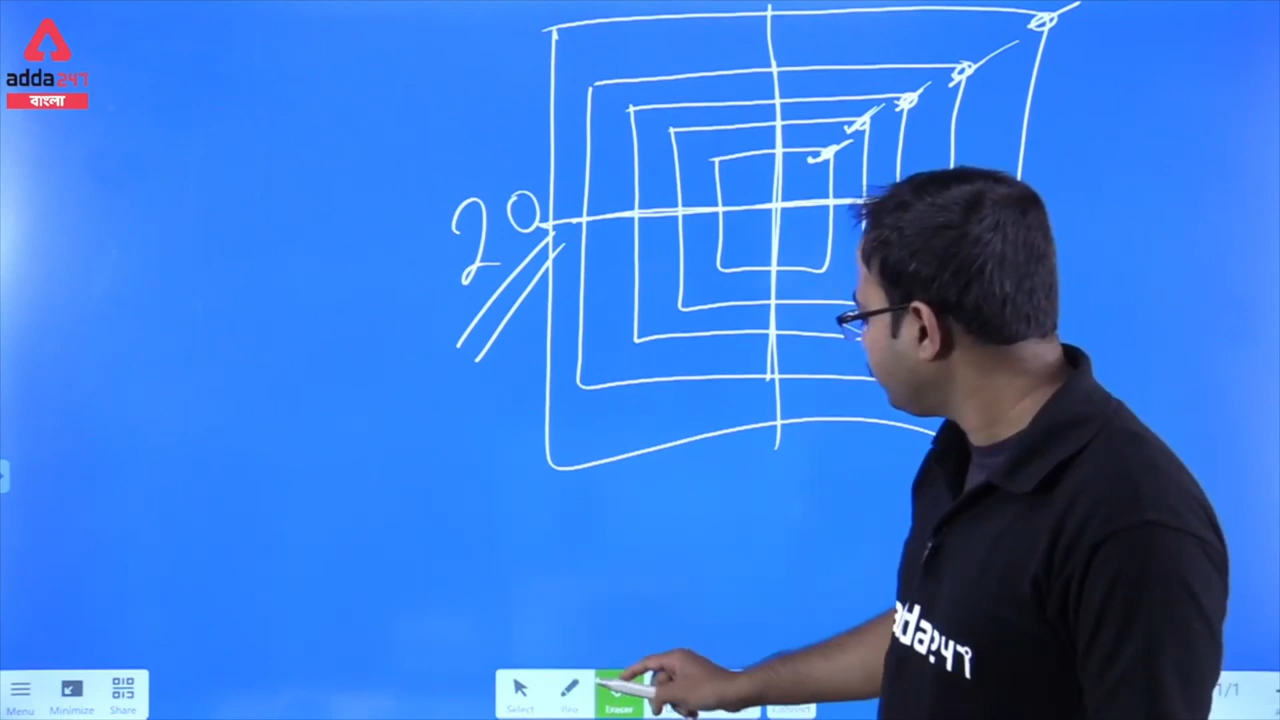 adda247
বাংলা
20
adda247
Menu
Minimize
Share
Select
Pen
Eraser
1/1